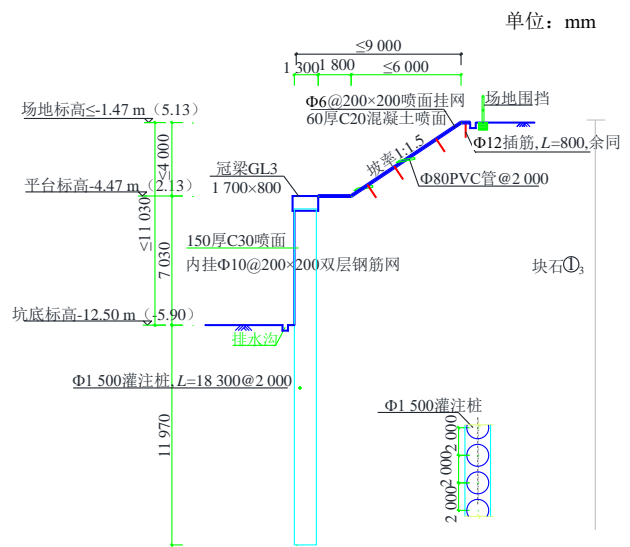 单位：mm
≤9 000
1 300
1 800
≤6 000
Φ6@200×200喷面挂网
60厚C20混凝土喷面
场地围挡
场地标高≤-1.47 m（5.13）
Φ12插筋,L=800,余同
坡率1:1.5
Φ80PVC管@2 000
≤4 000
冠梁GL3
1 700×800
平台标高-4.47 m（2.13）
≤11 030
7 030
150厚C30喷面
内挂Φ10@200×200双层钢筋网
块石①3
坑底标高-12.50 m（-5.90）
排水沟
Φ1 500灌注桩,L=18 300@2 000
11 970
Φ1 500灌注桩
2 000
2 000
2 000